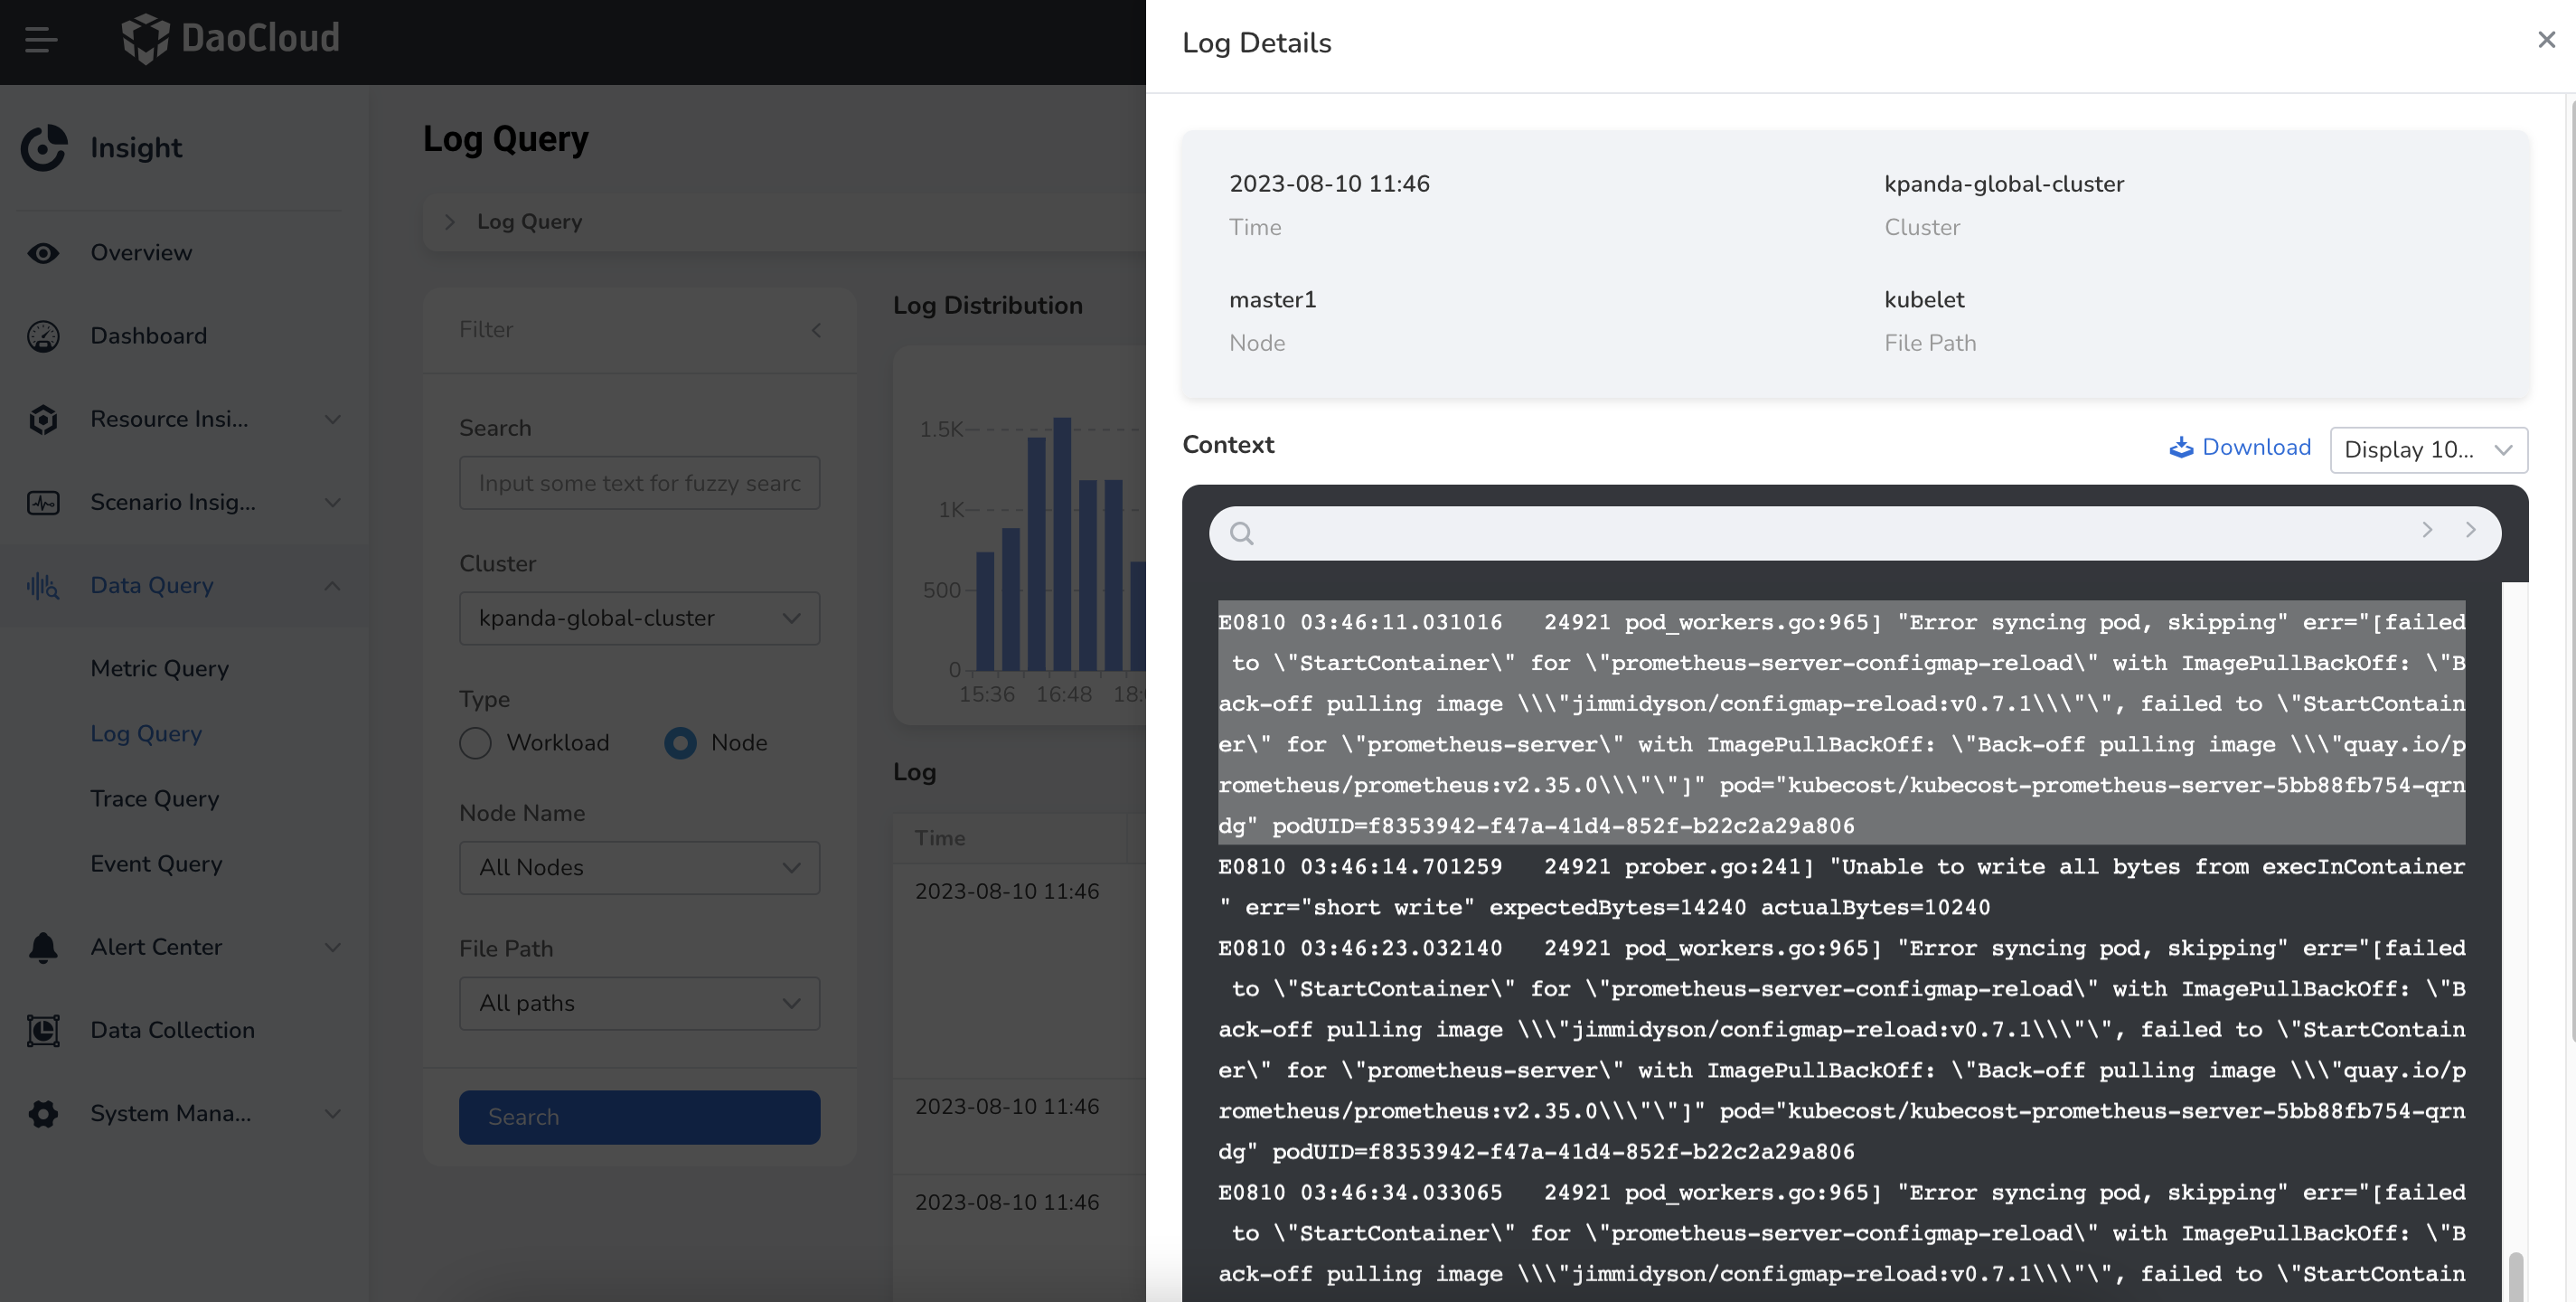 DaoCloud
Insight
Overview
Dashboard
Resource Insi...
Scenario Insig...
Data Query
Metric Query
Log Query
Trace Query
Event Query
Alert Center
Data Collection
System Mana...
Log Query
Log Query
Filter
Search
Input some text for fuzzy searc
Cluster
kpanda-global-cluster
Type
Workload
Node
Node Name
All Nodes
File Path
All paths
Search
Log Distribution
1.5K
1K
500
0
15:36 16:48
Log
Time
2023-08-10 11:46
2023-08-10 11:46
2023-08-10 11:46
Log Details
2023-08-10 11:46
Time
kpanda-global-cluster
Cluster
master1
Node
kubelet
File Path
Context
Download
Display 10...
E0810 03:46:11.031016   24921 pod_workers.go:965] "Error syncing pod, skipping" err="[failed
 to \"StartContainer\" for \"prometheus-server-configmap-reload\" with ImagePullBackOff: \"B
ack-off pulling image \\\"jimmidyson/configmap-reload:v0.7.1\\\"\", failed to \"StartContain
er\" for \"prometheus-server\" with ImagePullBackOff: \"Back-off pulling image \\\"quay.io/p
rometheus/prometheus:v2.35.0\\\"\"]" pod="kubecost/kubecost-prometheus-server-5bb88fb754-qrn
dg" podUID=f8353942-f47a-41d4-852f-b22c2a29a806
E0810 03:46:14.701259   24921 prober.go:241] "Unable to write all bytes from execInContainer
" err="short write" expectedBytes=14240 actualBytes=10240
E0810 03:46:23.032140   24921 pod_workers.go:965] "Error syncing pod, skipping" err="[failed
 to \"StartContainer\" for \"prometheus-server-configmap-reload\" with ImagePullBackOff: \"B
ack-off pulling image \\\"jimmidyson/configmap-reload:v0.7.1\\\"\", failed to \"StartContain
er\" for \"prometheus-server\" with ImagePullBackOff: \"Back-off pulling image \\\"quay.io/p
rometheus/prometheus:v2.35.0\\\"\"]" pod="kubecost/kubecost-prometheus-server-5bb88fb754-qrn
dg" podUID=f8353942-f47a-41d4-852f-b22c2a29a806
E0810 03:46:34.033065   24921 pod_workers.go:965] "Error syncing pod, skipping" err="[failed
 to \"StartContainer\" for \"prometheus-server-configmap-reload\" with ImagePullBackOff: \"B
ack-off pulling image \\\"jimmidyson/configmap-reload:v0.7.1\\\"\", failed to \"StartContain